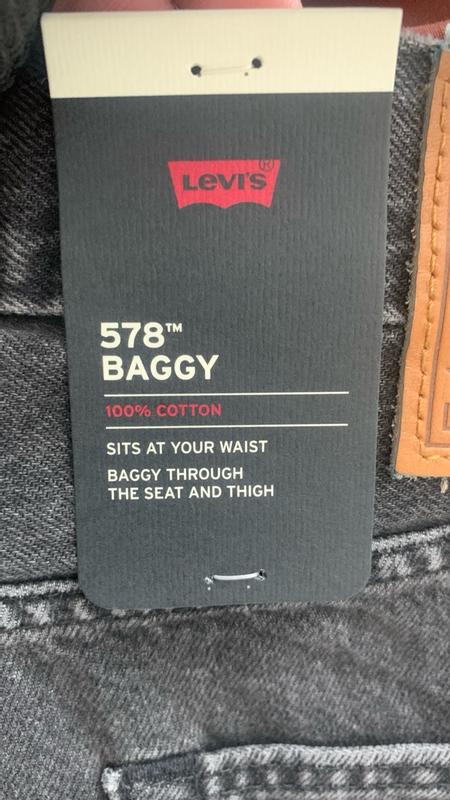 LEVI'S®
578™
BAGGY
100% COTTON
SITS AT YOUR WAIST
BAGGY THROUGH
THE SEAT AND THIGH